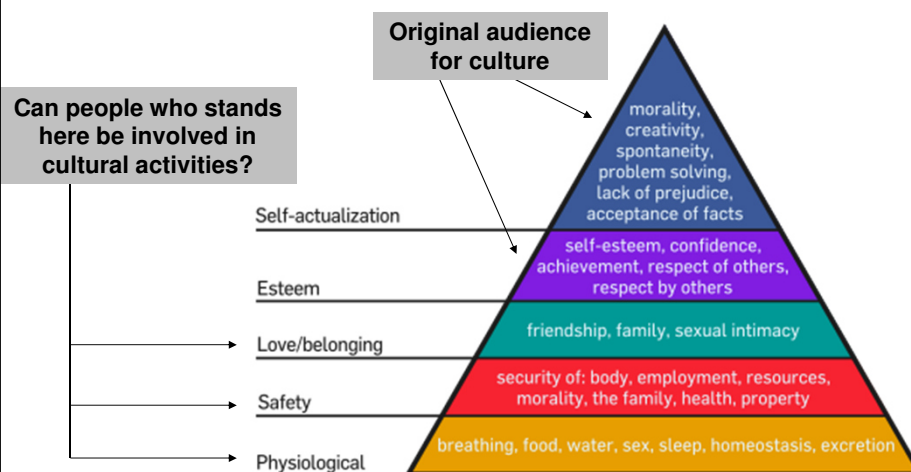 Original audience
for culture
Can people who stands
here be involved in
cultural activities?
morality,
creativity,
spontaneity,
problem solving,
lack of prejudice,
acceptance of facts
Self-actualization
self-esteem, confidence,
achievement, respect of others,
respect by others
Esteem
friendship, family, sexual intimacy
Love/belonging
security of: body, employment, resources,
morality, the family, health, property
Safety
breathing, food, water, sex, sleep, homeostasis, excretion
Physiological